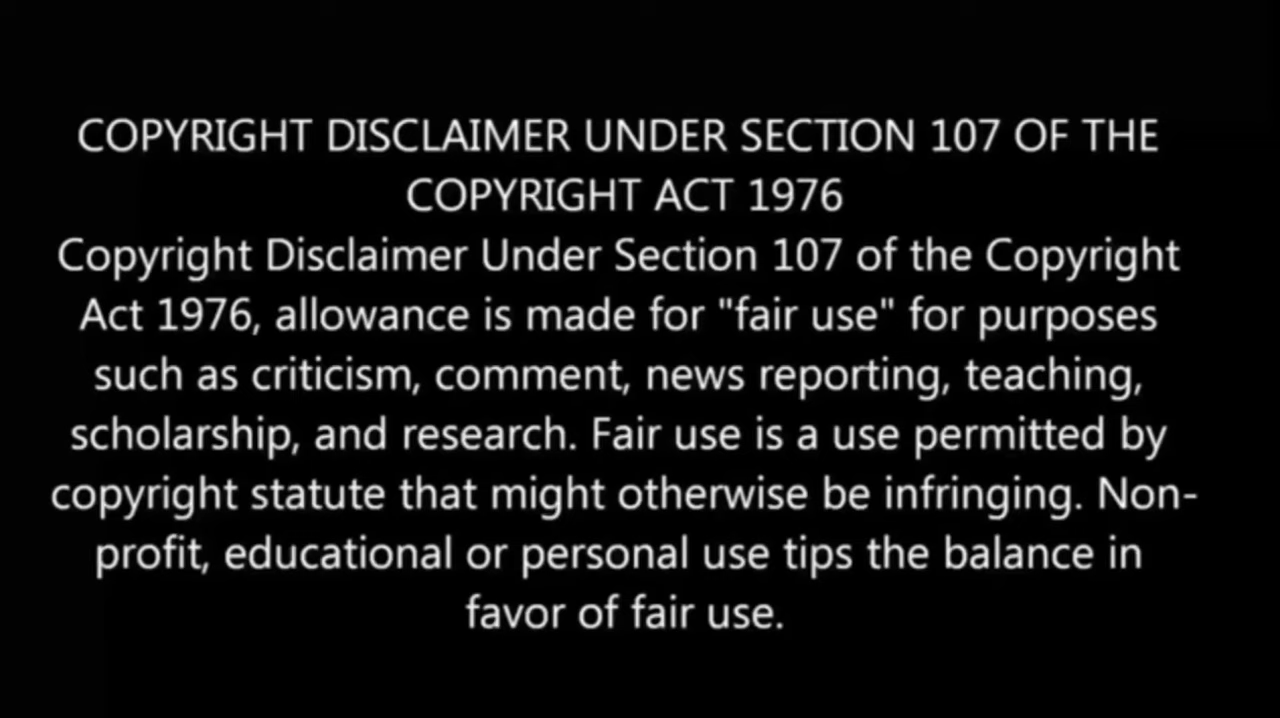 COPYRIGHT DISCLAIMER UNDER SECTION 107 OF THE
COPYRIGHT ACT 1976
Copyright Disclaimer Under Section 107 of the Copyright
Act 1976, allowance is made for "fair use" for purposes
such as criticism, comment, news reporting, teaching,
scholarship, and research. Fair use is a use permitted by
copyright statute that might otherwise be infringing. Non-
profit, educational or personal use tips the balance in
favor of fair use.